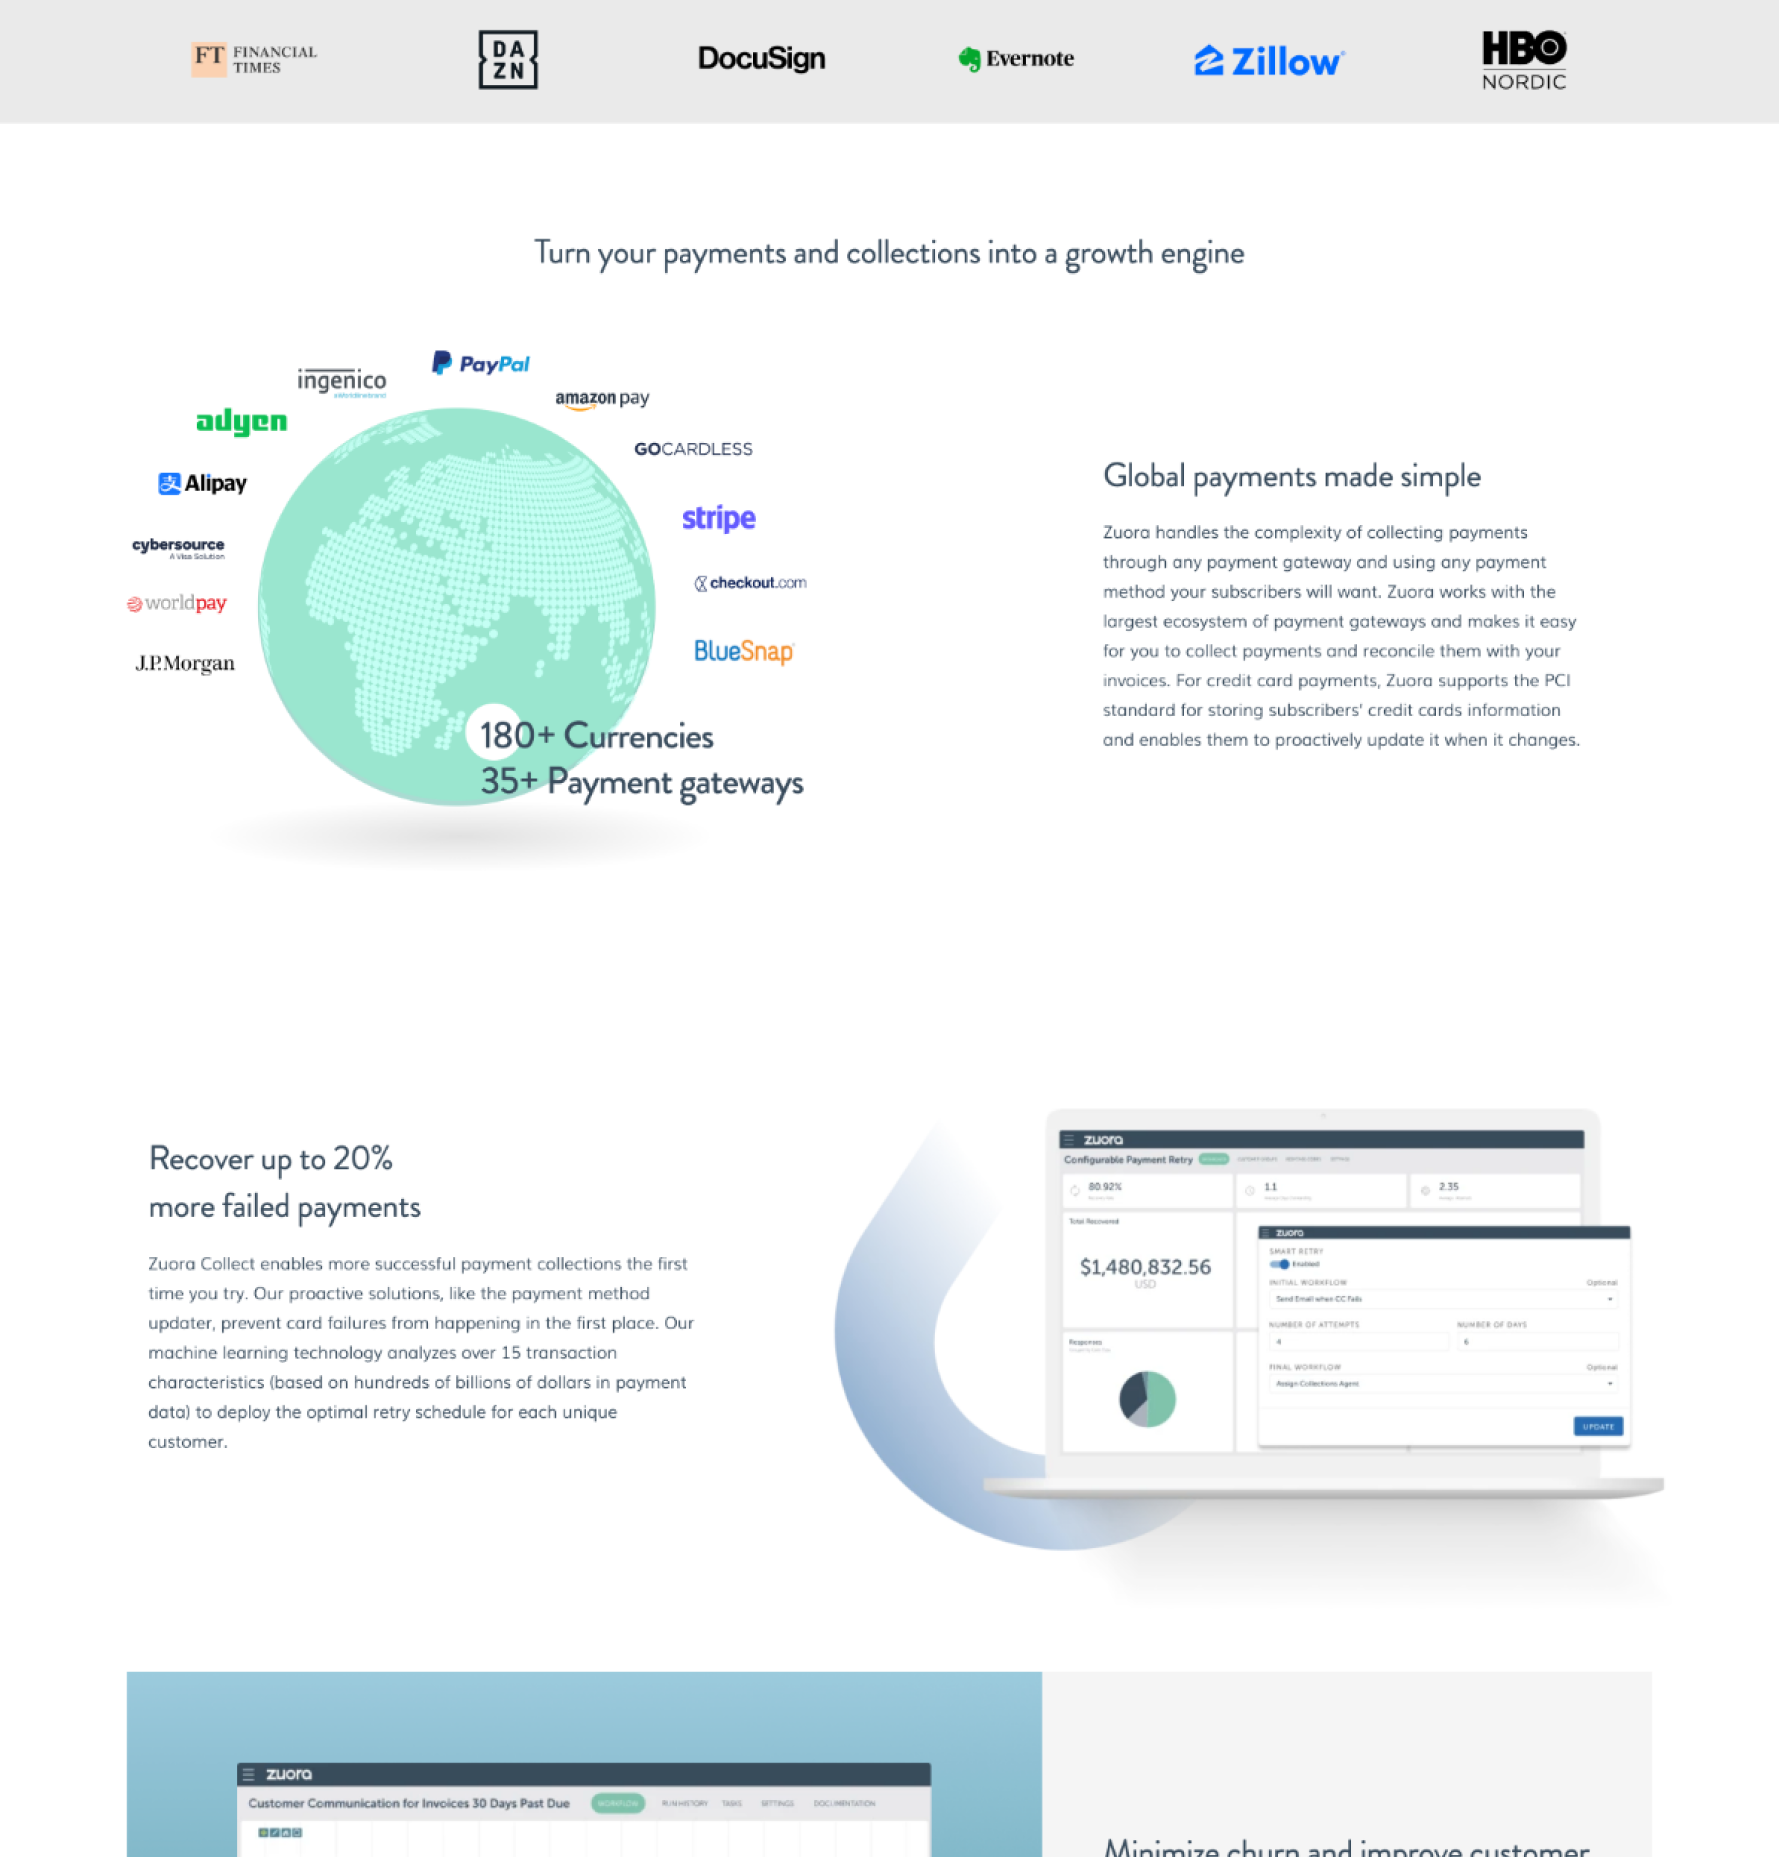 FT FINANCIAL TIMES
DAZN
DocuSign
Evernote
Zillow
HBO NORDIC
Turn your payments and collections into a growth engine
PayPal
ingenico
amazon pay
adyen
GOCARDLESS
Alipay
stripe
cybersource
A Visa Solution
checkout.com
worldpay
BlueSnap
J.P.Morgan
180+ Currencies
35+ Payment gateways
Global payments made simple
Zuora handles the complexity of collecting payments
through any payment gateway and using any payment
method your subscribers will want. Zuora works with the
largest ecosystem of payment gateways and makes it easy
for you to collect payments and reconcile them with your
invoices. For credit card payments, Zuora supports the PCI
standard for storing subscribers' credit cards information
and enables them to proactively update it when it changes.
Recover up to 20%
more failed payments
Zuora Collect enables more successful payment collections the first
time you try. Our proactive solutions, like the payment method
updater, prevent card failures from happening in the first place. Our
machine learning technology analyzes over 15 transaction
characteristics (based on hundreds of billions of dollars in payment
data) to deploy the optimal retry schedule for each unique
customer.
zuora
Configurable Payment Retry
80.92%
1.1
2.35
Total Recovered
$1,480,832.56
USD
Responses
zuora
SMART RETRY
Enabled
INITIAL WORKFLOW Optional
Send Email when CC Fails
NUMBER OF ATTEMPTS NUMBER OF DAYS
4 6
FINAL WORKFLOW Optional
Assign Collections Agent
UPDATE
zuora
Customer Communication for Invoices 30 Days Past Due WORKFLOW RUN HISTORY TASKS SETTINGS DOCUMENTATION
Minimize churn and improve customer